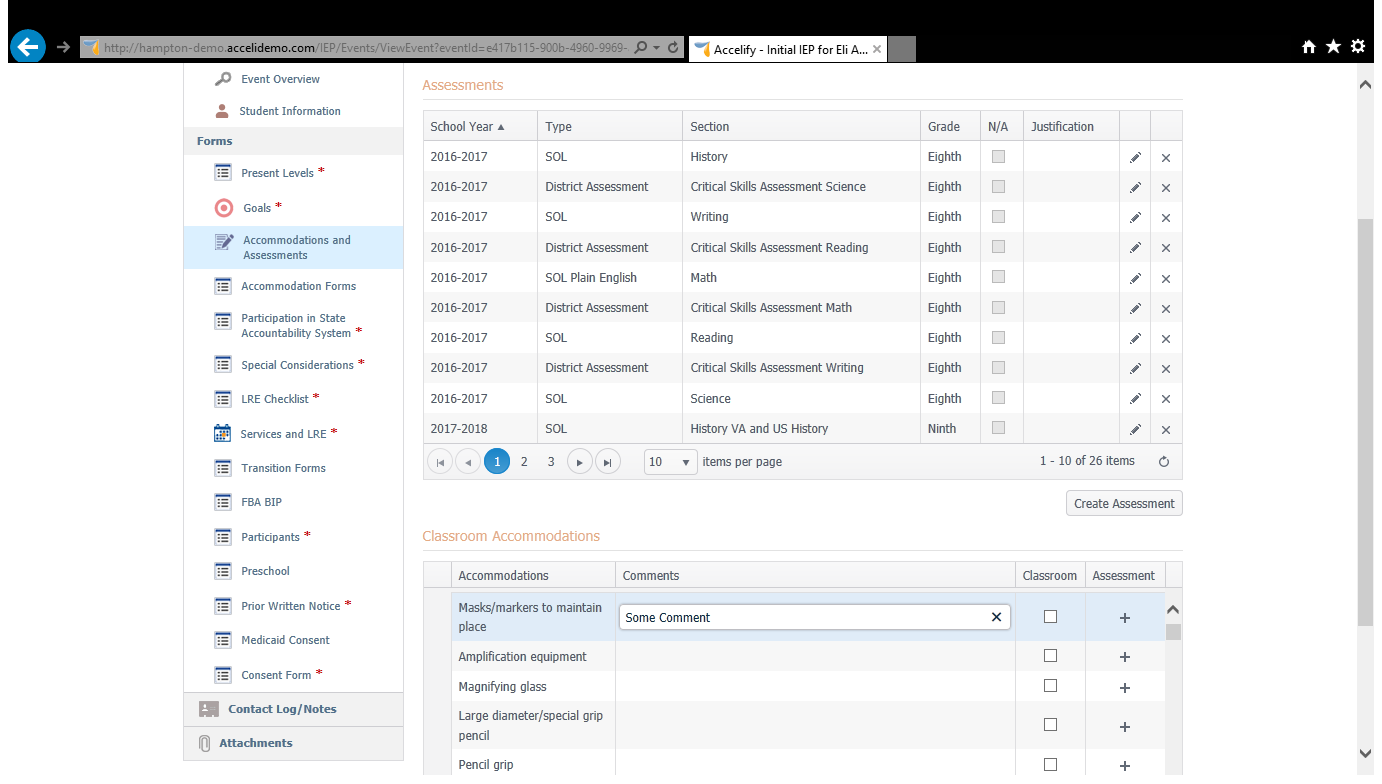 http://hampton-demo.accelidemo.com/IEP/Events/ViewEvent?eventId=e417b115-900b-4960-9969-
Accelify - Initial IEP for Eli A...
Event Overview
Student Information
Forms
Present Levels *
Goals *
Accommodations and
Assessments
Accommodation Forms
Participation in State
Accountability System *
Special Considerations *
LRE Checklist *
Services and LRE *
Transition Forms
FBA BIP
Participants *
Preschool
Prior Written Notice *
Medicaid Consent
Consent Form *
Contact Log/Notes
Attachments
Assessments
School Year Type Section Grade N/A Justification
2016-2017 SOL History Eighth
2016-2017 District Assessment Critical Skills Assessment Science Eighth
2016-2017 SOL Writing Eighth
2016-2017 District Assessment Critical Skills Assessment Reading Eighth
2016-2017 SOL Plain English Math Eighth
2016-2017 District Assessment Critical Skills Assessment Math Eighth
2016-2017 SOL Reading Eighth
2016-2017 District Assessment Critical Skills Assessment Writing Eighth
2016-2017 SOL Science Eighth
2017-2018 SOL History VA and US History Ninth
1 2 3 10 items per page 1 - 10 of 26 items
Create Assessment
Classroom Accommodations
Accommodations Comments Classroom Assessment
Masks/markers to maintain
place
Some Comment
Amplification equipment
Magnifying glass
Large diameter/special grip
pencil
Pencil grip